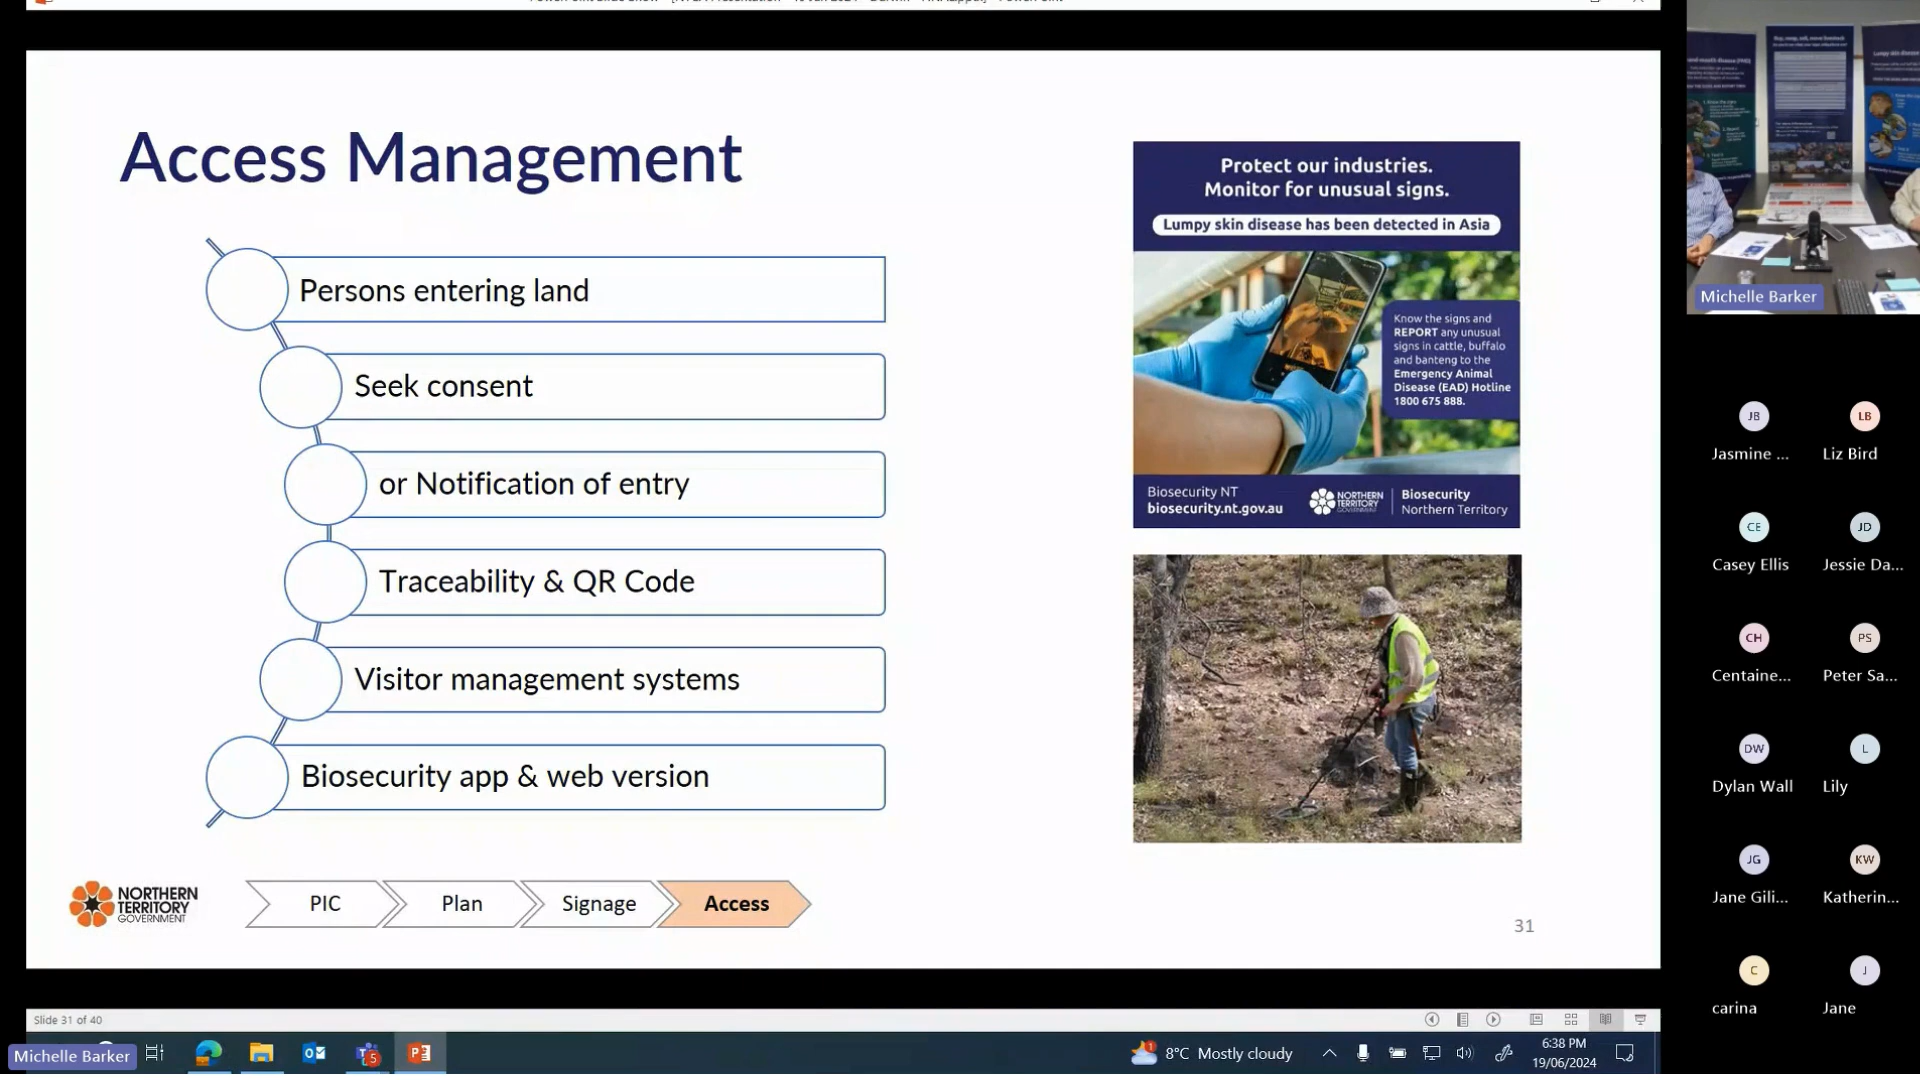 Access Management
Persons entering land
Seek consent
or Notification of entry
Traceability & QR Code
Visitor management systems
Biosecurity app & web version
Protect our industries.
Monitor for unusual signs.
Lumpy skin disease has been detected in Asia
Know the signs and
REPORT any unusual
signs in cattle, buffalo
and banteng to the
Emergency Animal
Disease (EAD) Hotline
1800 675 888.
Biosecurity NT
biosecurity.nt.gov.au
NORTHERN
TERRITORY
GOVERNMENT
Biosecurity
Northern Territory
NORTHERN
TERRITORY
GOVERNMENT
PIC
Plan
Signage
Access
31
Slide 31 of 40
Michelle Barker
5
1
8°C Mostly cloudy
6:38 PM
19/06/2024
Michelle Barker
JB
Jasmine ...
LB
Liz Bird
CE
Casey Ellis
JD
Jessie Da...
CH
Centaine...
PS
Peter Sa...
DW
Dylan Wall
L
Lily
JG
Jane Gili...
KW
Katherin...
C
carina
J
Jane